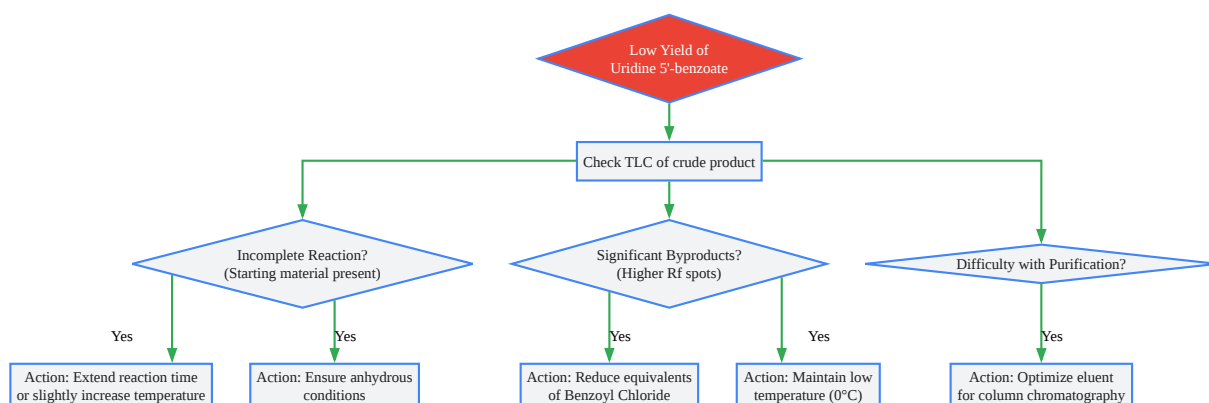 Low Yield of
Uridine 5'-benzoate
Check TLC of crude product
Incomplete Reaction?
(Starting material present)
Significant Byproducts?
(Higher Rf spots)
Difficulty with Purification?
Yes
Yes
Yes
Yes
Yes
Action: Extend reaction time
or slightly increase temperature
Action: Ensure anhydrous
conditions
Action: Reduce equivalents
of Benzoyl Chloride
Action: Maintain low
temperature (0°C)
Action: Optimize eluent
for column chromatography